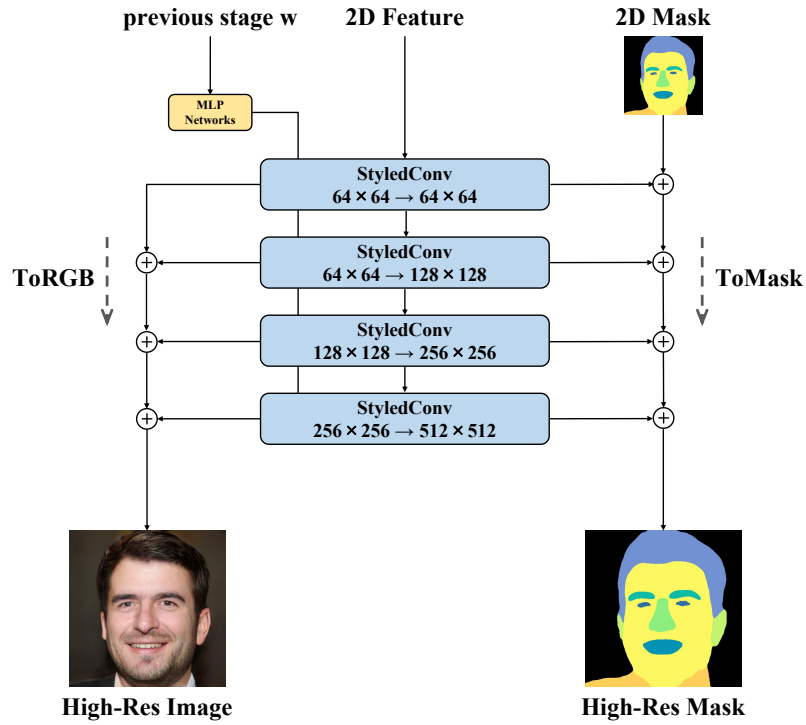 previous stage w
2D Feature
2D Mask
MLP
Networks
StyledConv
64 × 64 → 64 × 64
StyledConv
64 × 64 → 128 × 128
ToRGB
ToMask
StyledConv
128 × 128 → 256 × 256
StyledConv
256 × 256 → 512 × 512
High-Res Image
High-Res Mask